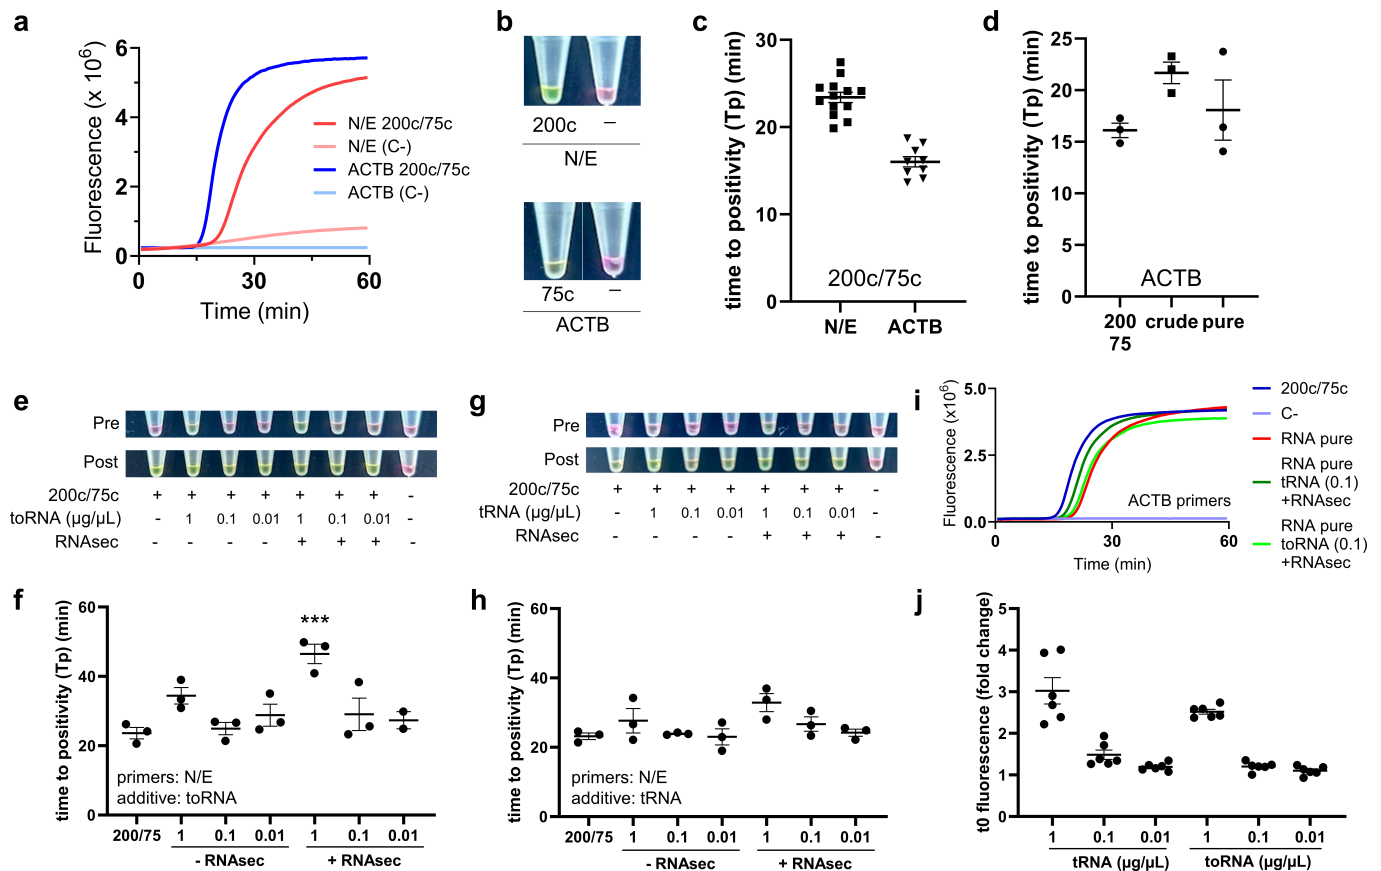 a
Fluorescence (x 10⁶)
6
4
2
0
0
30
60
Time (min)
N/E 200c/75c
N/E (C-)
ACTB 200c/75c
ACTB (C-)
b
200c
–
N/E
75c
–
ACTB
c
time to positivity (Tp) (min)
30
20
10
0
200c/75c
N/E
ACTB
d
time to positivity (Tp) (min)
25
20
15
10
5
0
ACTB
200
75
crude
pure
e
Pre
Post
200c/75c + + + + + + + -
toRNA (µg/µL) - 1 0.1 0.01 1 0.1 0.01 -
RNAsec - - - - + + + -
g
Pre
Post
200c/75c + + + + + + + -
tRNA (µg/µL) - 1 0.1 0.01 1 0.1 0.01 -
RNAsec - - - - + + + -
i
Fluorescence (x10⁶)
5.0
2.5
0.0
0
30
60
Time (min)
ACTB primers
200c/75c
C-
RNA pure
RNA pure
tRNA (0.1)
+RNAsec
RNA pure
toRNA (0.1)
+RNAsec
f
time to positivity (Tp) (min)
60
40
20
0
***
primers: N/E
additive: toRNA
200/75 1 0.1 0.01 1 0.1 0.01
- RNAsec
+ RNAsec
h
time to positivity (Tp) (min)
60
40
20
0
primers: N/E
additive: tRNA
200/75 1 0.1 0.01 1 0.1 0.01
- RNAsec
+ RNAsec
j
t0 fluorescence (fold change)
5
4
3
2
1
0
1 0.1 0.01 1 0.1 0.01
tRNA (µg/µL)
toRNA (µg/µL)